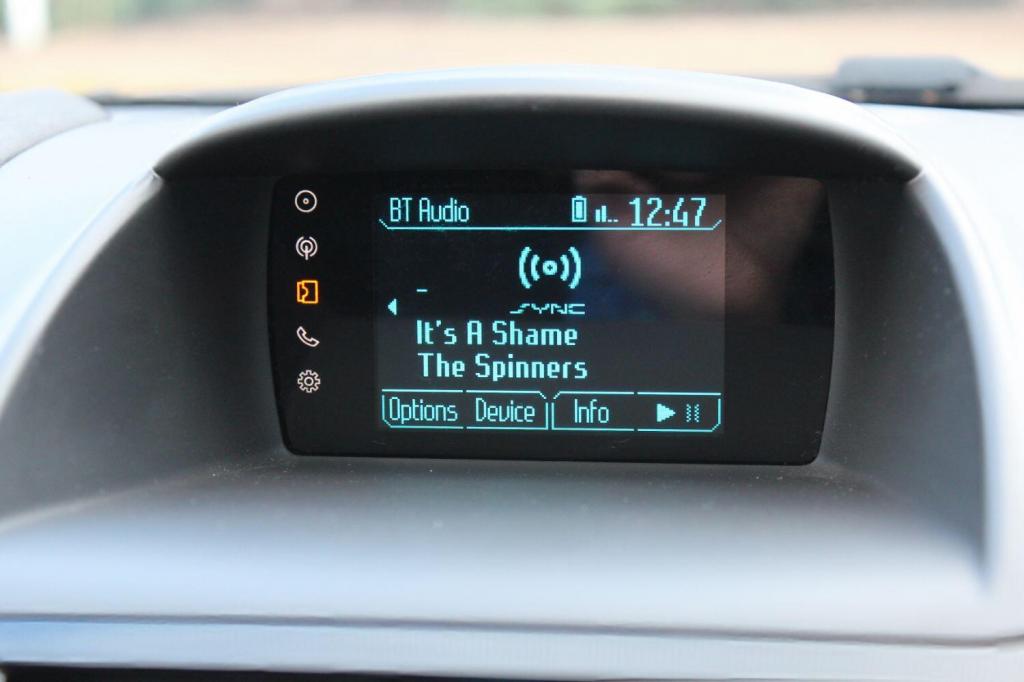 BT Audio 12:47
SYNC
It's A Shame
The Spinners
Options Device Info